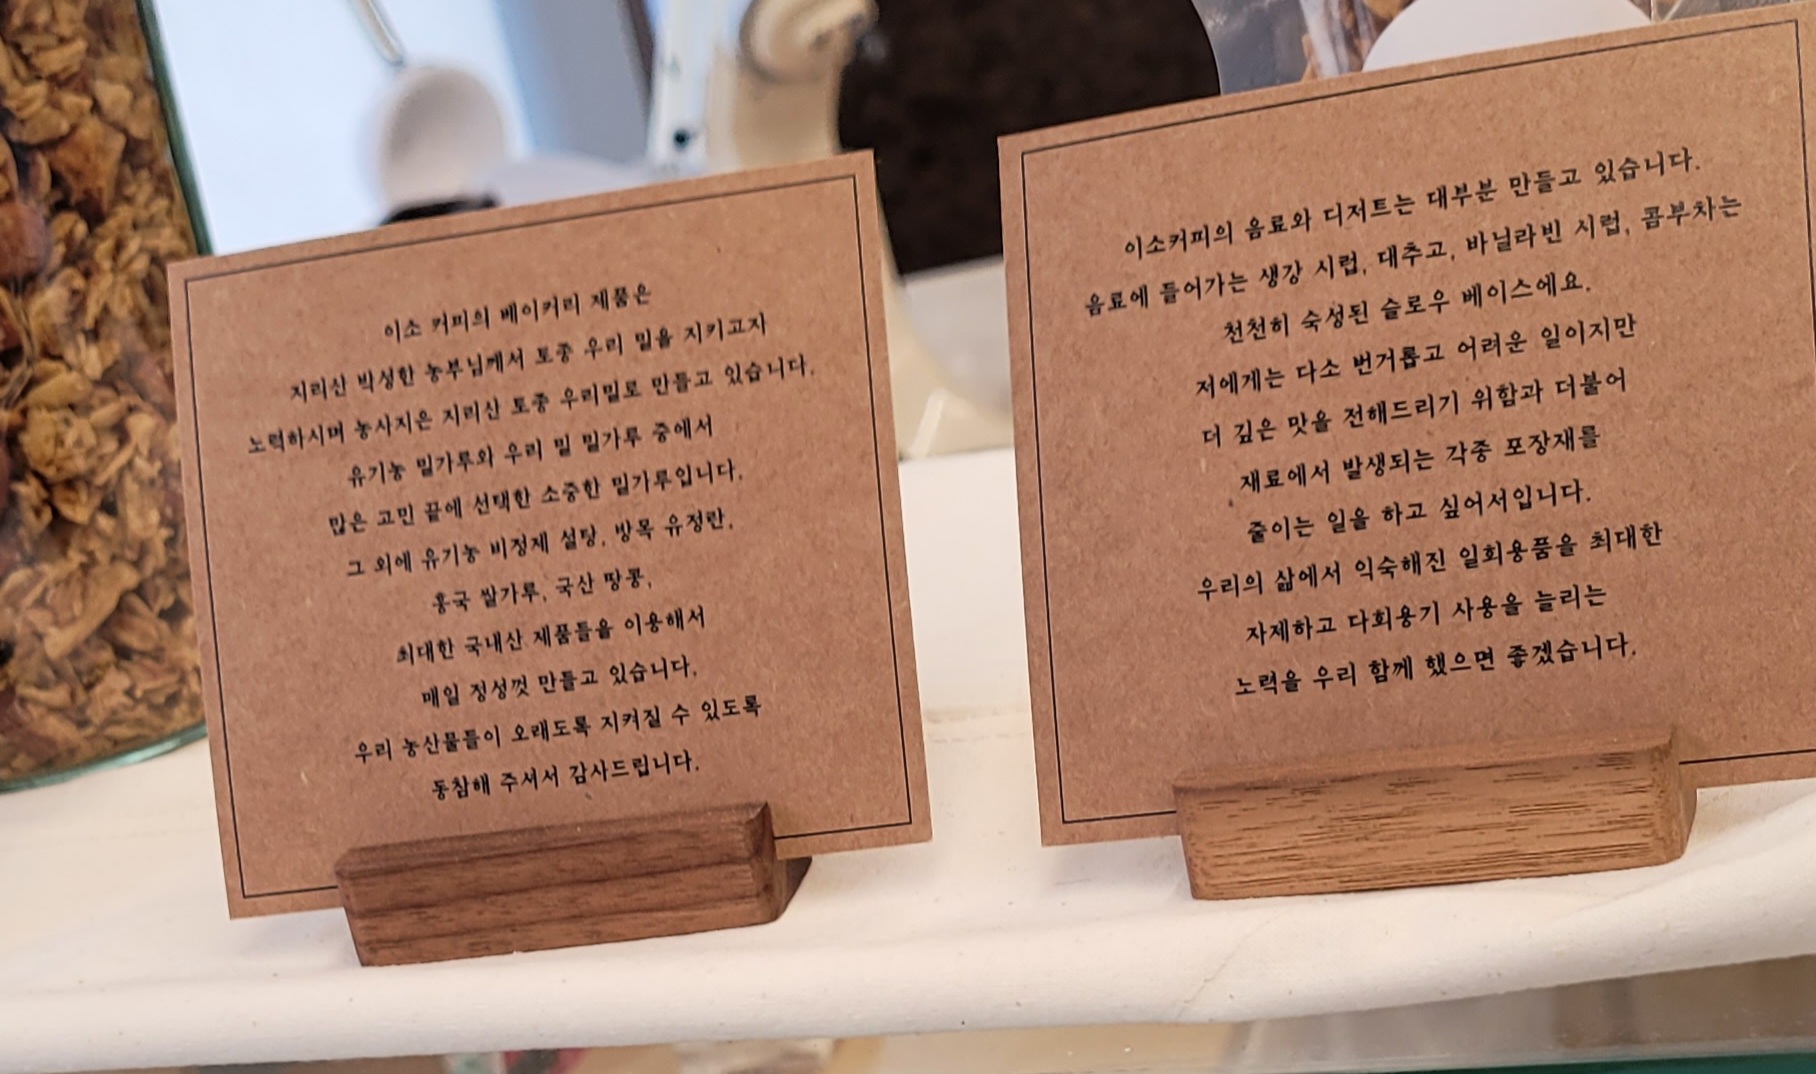 이소 커피의 베이커리 제품은
지리산 박성한 농부님께서 토종 우리 밀을 지키고자
노력하시며 농사지은 지리산 토종 우리밀로 만들고 있습니다.
유기농 밀가루와 우리 밀 밀가루 중에서
많은 고민 끝에 선택한 소중한 밀가루입니다.
그 외에 유기농 비정제 설탕, 방목 유정란,
홍국 쌀가루, 국산 땅콩,
최대한 국내산 제품들을 이용해서
매일 정성껏 만들고 있습니다.
우리 농산물들이 오래도록 지켜질 수 있도록
동참해 주셔서 감사드립니다.
이소커피의 음료와 디저트는 대부분 만들고 있습니다.
음료에 들어가는 생강 시럽, 대추고, 바닐라빈 시럽, 콤부차는
천천히 숙성된 슬로우 베이스에요.
저에게는 다소 번거롭고 어려운 일이지만
더 깊은 맛을 전해드리기 위함과 더불어
재료에서 발생되는 각종 포장재를
줄이는 일을 하고 싶어서입니다.
우리의 삶에서 익숙해진 일회용품을 최대한
자제하고 다회용기 사용을 늘리는
노력을 우리 함께 했으면 좋겠습니다.